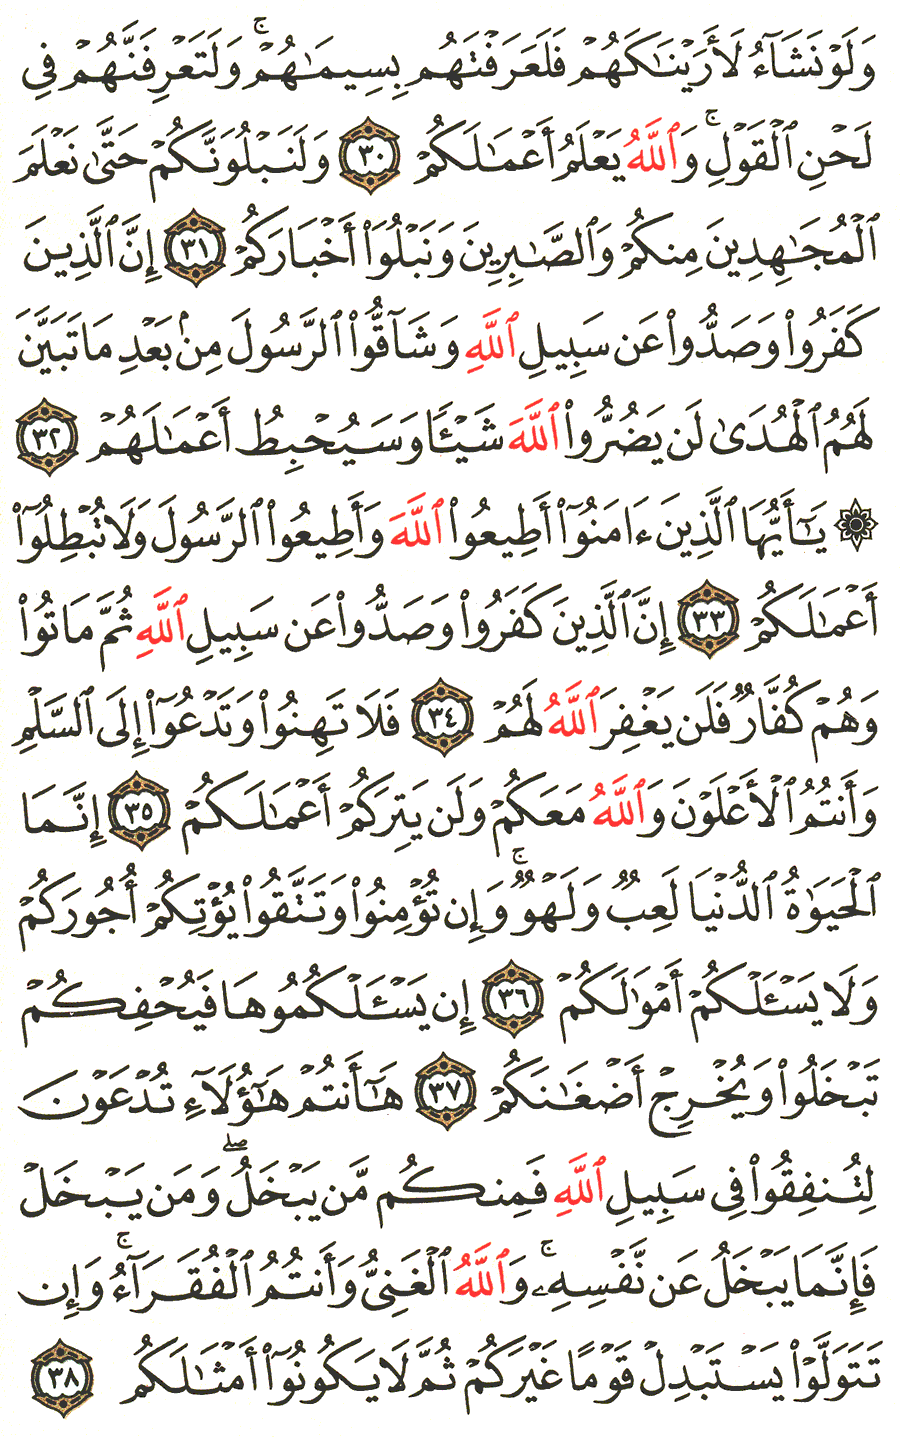 وَلَوْ نَشَآءُ لَأَرَيْنَٰكَهُمْ فَلَعَرَفْتَهُم بِسِيمَٰهُمْ ۚ وَلَتَعْرِفَنَّهُمْ فِى
لَحْنِ ٱلْقَوْلِ ۚ وَٱللَّهُ يَعْلَمُ أَعْمَٰلَكُمْ ٣٠ وَلَنَبْلُوَنَّكُمْ حَتَّىٰ نَعْلَمَ
ٱلْمُجَٰهِدِينَ مِنكُمْ وَٱلصَّٰبِرِينَ وَنَبْلُوَا۟ أَخْبَارَكُمْ ٣١ إِنَّ ٱلَّذِينَ
كَفَرُوا۟ وَصَدُّوا۟ عَن سَبِيلِ ٱللَّهِ وَشَآقُّوا۟ ٱلرَّسُولَ مِنۢ بَعْدِ مَا تَبَيَّنَ
لَهُمُ ٱلْهُدَىٰ لَن يَضُرُّوا۟ ٱللَّهَ شَيْـًٔا وَسَيُحْبِطُ أَعْمَٰلَهُمْ ٣٢
۞ يَٰٓأَيُّهَا ٱلَّذِينَ ءَامَنُوٓا۟ أَطِيعُوا۟ ٱللَّهَ وَأَطِيعُوا۟ ٱلرَّسُولَ وَلَا تُبْطِلُوٓا۟
أَعْمَٰلَكُمْ ٣٣ إِنَّ ٱلَّذِينَ كَفَرُوا۟ وَصَدُّوا۟ عَن سَبِيلِ ٱللَّهِ ثُمَّ مَاتُوا۟
وَهُمْ كُفَّارٌ فَلَن يَغْفِرَ ٱللَّهُ لَهُمْ ٣٤ فَلَا تَهِنُوا۟ وَتَدْعُوٓا۟ إِلَى ٱلسَّلْمِ
وَأَنتُمُ ٱلْأَعْلَوْنَ وَٱللَّهُ مَعَكُمْ وَلَن يَتِرَكُمْ أَعْمَٰلَكُمْ ٣٥ إِنَّمَا
ٱلْحَيَوٰةُ ٱلدُّنْيَا لَعِبٌ وَلَهْوٌ ۚ وَإِن تُؤْمِنُوا۟ وَتَتَّقُوا۟ يُؤْتِكُمْ أُجُورَكُمْ
وَلَا يَسْـَٔلْكُمْ أَمْوَٰلَكُمْ ٣٦ إِن يَسْـَٔلْكُمُوهَا فَيُحْفِكُمْ
تَبْخَلُوا۟ وَيُخْرِجْ أَضْغَٰنَكُمْ ٣٧ هَٰٓأَنتُمْ هَٰٓؤُلَآءِ تُدْعَوْنَ
لِتُنفِقُوا۟ فِى سَبِيلِ ٱللَّهِ فَمِنكُم مَّن يَبْخَلُ ۖ وَمَن يَبْخَلْ
فَإِنَّمَا يَبْخَلُ عَن نَّفْسِهِۦ ۚ وَٱللَّهُ ٱلْغَنِىُّ وَأَنتُمُ ٱلْفُقَرَآءُ ۚ وَإِن
تَتَوَلَّوْا۟ يَسْتَبْدِلْ قَوْمًا غَيْرَكُمْ ثُمَّ لَا يَكُونُوٓا۟ أَمْثَٰلَكُم ٣٨